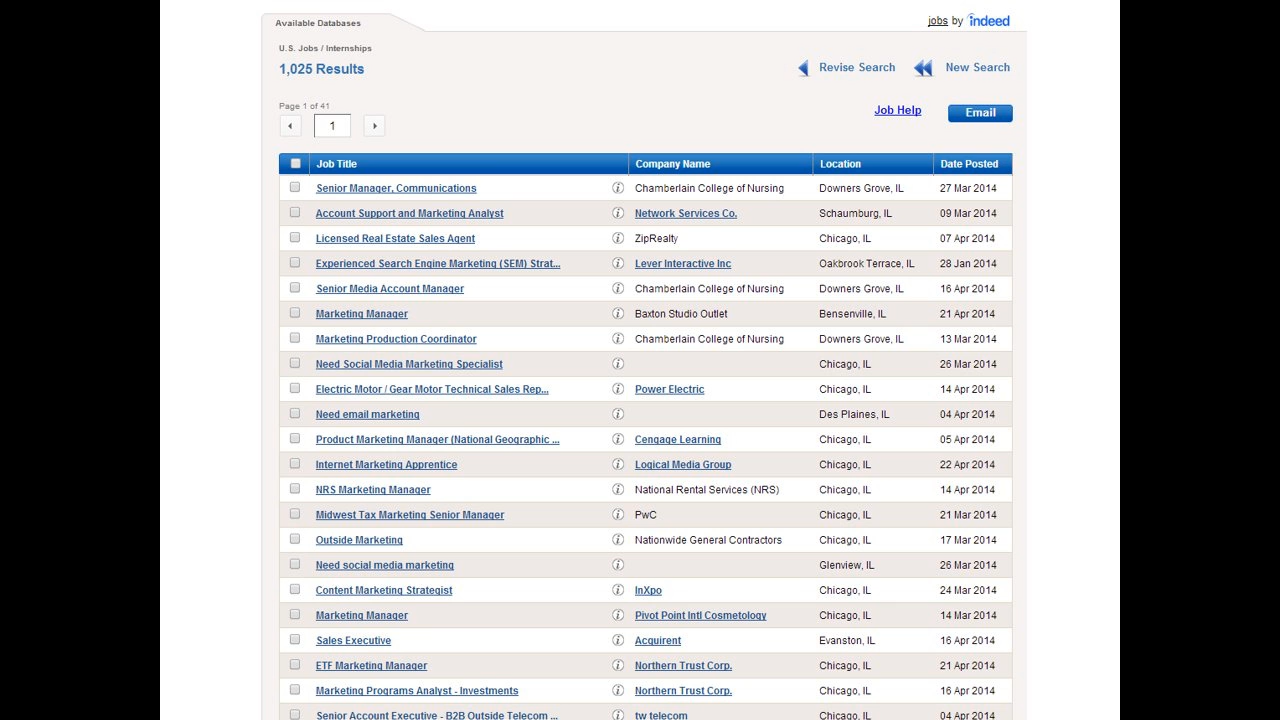 Available Databases
jobs by indeed
U.S. Jobs / Internships
1,025 Results
Revise Search New Search
Page 1 of 41
1
Job Help Email
Job Title Company Name Location Date Posted
Senior Manager, Communications Chamberlain College of Nursing Downers Grove, IL 27 Mar 2014
Account Support and Marketing Analyst Network Services Co. Schaumburg, IL 09 Mar 2014
Licensed Real Estate Sales Agent ZipRealty Chicago, IL 07 Apr 2014
Experienced Search Engine Marketing (SEM) Strat... Lever Interactive Inc Oakbrook Terrace, IL 28 Jan 2014
Senior Media Account Manager Chamberlain College of Nursing Downers Grove, IL 16 Apr 2014
Marketing Manager Baxton Studio Outlet Bensenville, IL 21 Apr 2014
Marketing Production Coordinator Chamberlain College of Nursing Downers Grove, IL 13 Mar 2014
Need Social Media Marketing Specialist Chicago, IL 26 Mar 2014
Electric Motor / Gear Motor Technical Sales Rep... Power Electric Chicago, IL 14 Apr 2014
Need email marketing Des Plaines, IL 04 Apr 2014
Product Marketing Manager (National Geographic ... Cengage Learning Chicago, IL 05 Apr 2014
Internet Marketing Apprentice Logical Media Group Chicago, IL 22 Apr 2014
NRS Marketing Manager National Rental Services (NRS) Chicago, IL 14 Apr 2014
Midwest Tax Marketing Senior Manager PwC Chicago, IL 21 Mar 2014
Outside Marketing Nationwide General Contractors Chicago, IL 17 Mar 2014
Need social media marketing Glenview, IL 26 Mar 2014
Content Marketing Strategist InXpo Chicago, IL 24 Mar 2014
Marketing Manager Pivot Point Intl Cosmetology Chicago, IL 14 Mar 2014
Sales Executive Acquirent Evanston, IL 16 Apr 2014
ETF Marketing Manager Northern Trust Corp. Chicago, IL 21 Apr 2014
Marketing Programs Analyst - Investments Northern Trust Corp. Chicago, IL 16 Apr 2014
Senior Account Executive - B2B Outside Telecom ... tw telecom Chicago, IL 04 Apr 2014